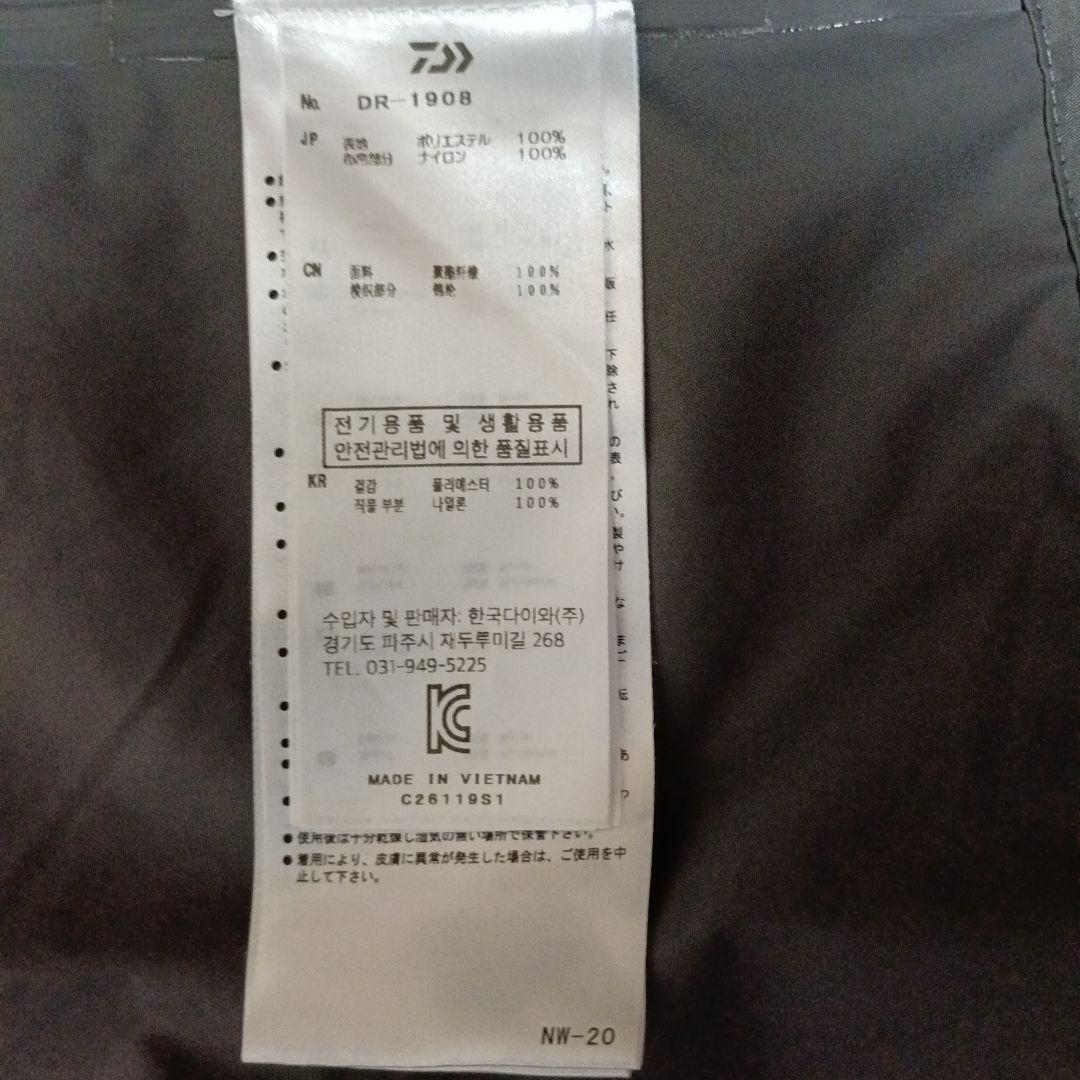 No. DR-1908
JP 表地 ポリエステル 100%
布帛部分 ナイロン 100%
CN 面料 聚酯纤维 100%
梭织部分 锦纶 100%
전기용품 및 생활용품
안전관리법에 의한 품질표시
KR 겉감 폴리에스터 100%
직물 부분 나일론 100%
수입자 및 판매자: 한국다이와(주)
경기도 파주시 재두루미길 268
TEL. 031-949-5225
MADE IN VIETNAM
C26119S1
●使用後は十分乾燥し湿気の無い場所で保管下さい。
●着用により、皮膚に異常が発生した場合は、ご使用を中
止して下さい。
NW-20